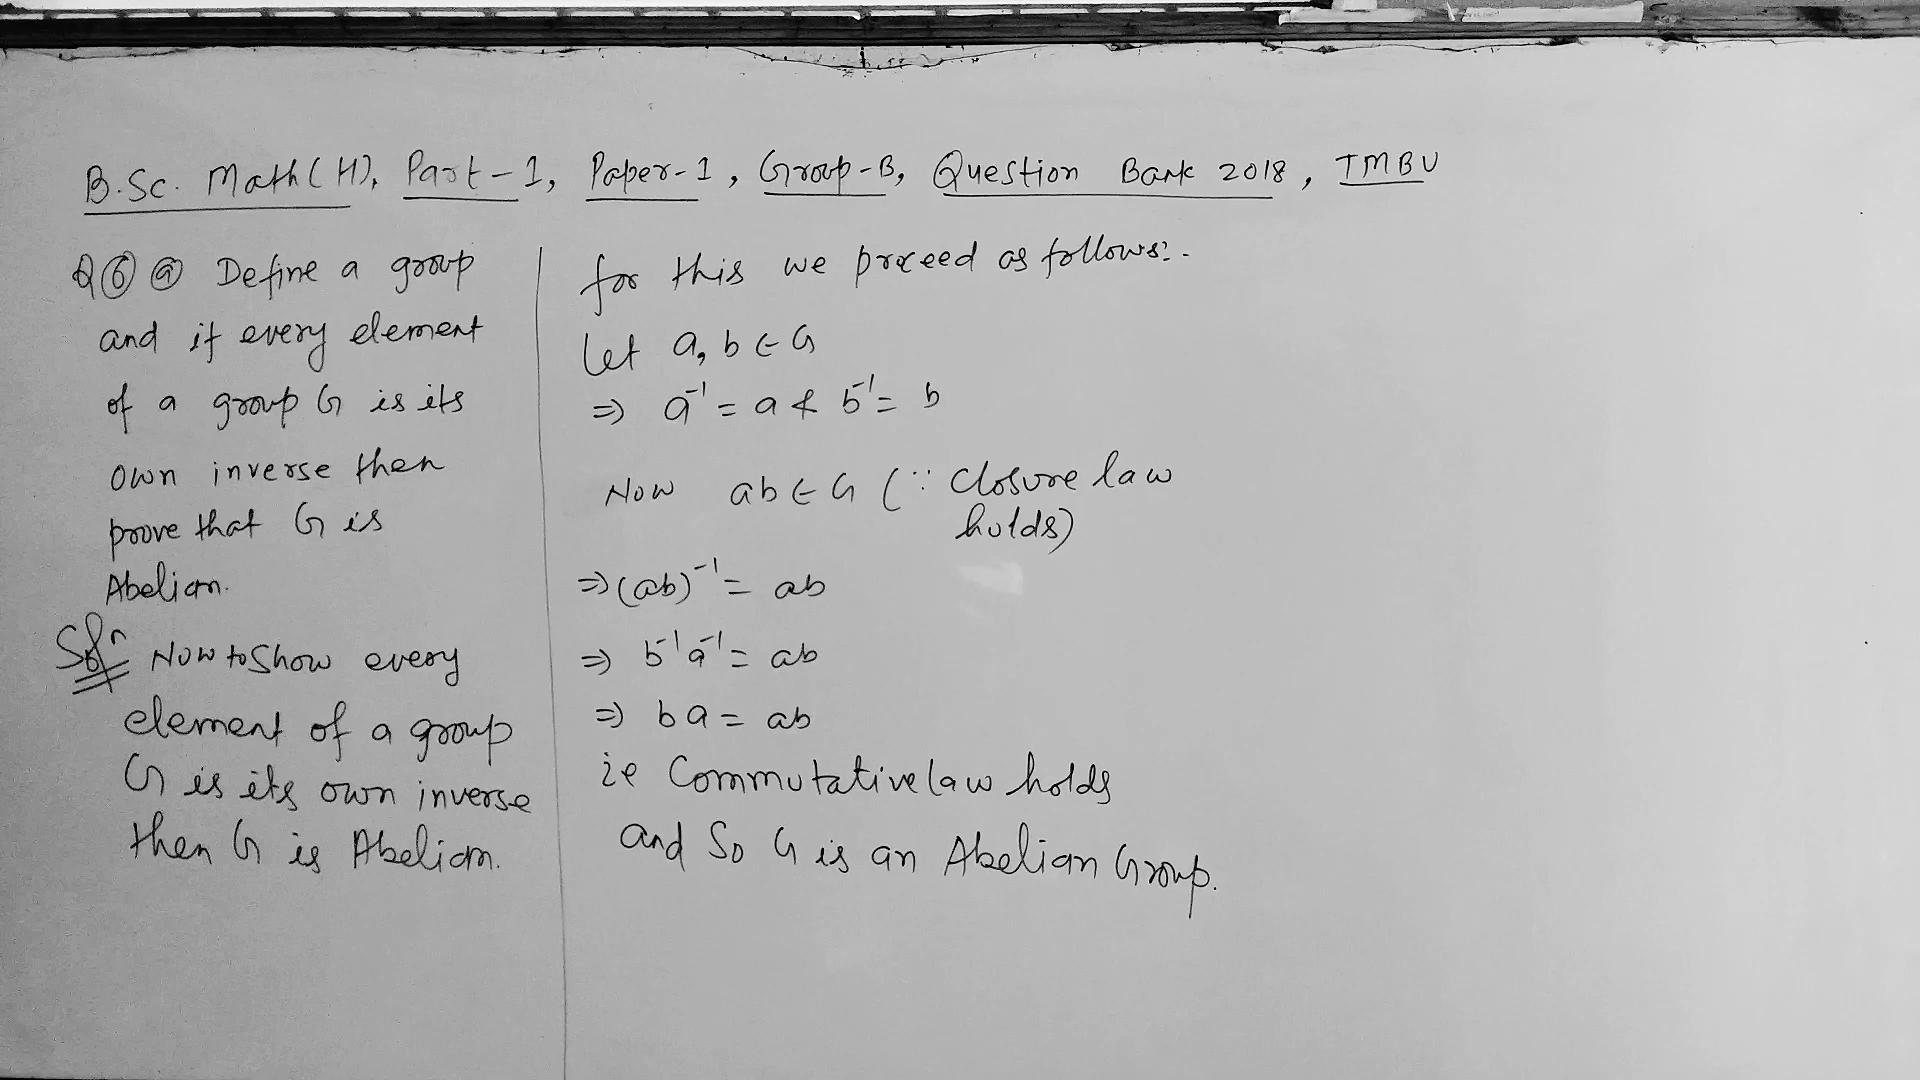 B.Sc. Math(H), Part-1, Paper-1, Group-B, Question Bank 2018, TMBU
Q⑥ⓐ Define a group
and if every element
of a group G is its
own inverse then
prove that G is
Abelian.
Solⁿ Now to Show every
element of a group
G is its own inverse
then G is Abelian.
for this we proceed as follows:-
Let a, b ∈ G
⇒ a⁻¹ = a & b⁻¹ = b
Now ab ∈ G (∵ Closure law
holds)
⇒ (ab)⁻¹ = ab
⇒ b⁻¹a⁻¹ = ab
⇒ ba = ab
ie Commutative law holds
and So G is an Abelian Group.